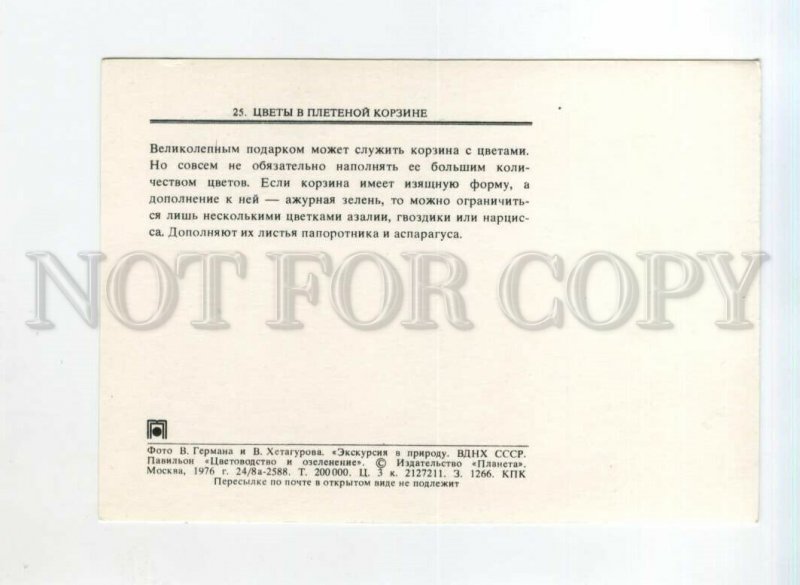 25. ЦВЕТЫ В ПЛЕТЕНОЙ КОРЗИНЕ
Великолепным подарком может служить корзина с цветами.
Но совсем не обязательно наполнять ее большим коли-
чеством цветов. Если корзина имеет изящную форму, а
дополнение к ней — ажурная зелень, то можно ограничить-
ся лишь несколькими цветками азалии, гвоздики или нарцис-
са. Дополняют их листья папоротника и аспарагуса.
NOT FOR COPY
Фото В. Германа и В. Хетагурова. «Экскурсия в природу. ВДНХ СССР.
Павильон «Цветоводство и озеленение». © Издательство «Планета».
Москва, 1976 г. 24/8а-2588. Т. 200000. Ц. 3 к. 2127211. З. 1266. КПК
Пересылке по почте в открытом виде не подлежит